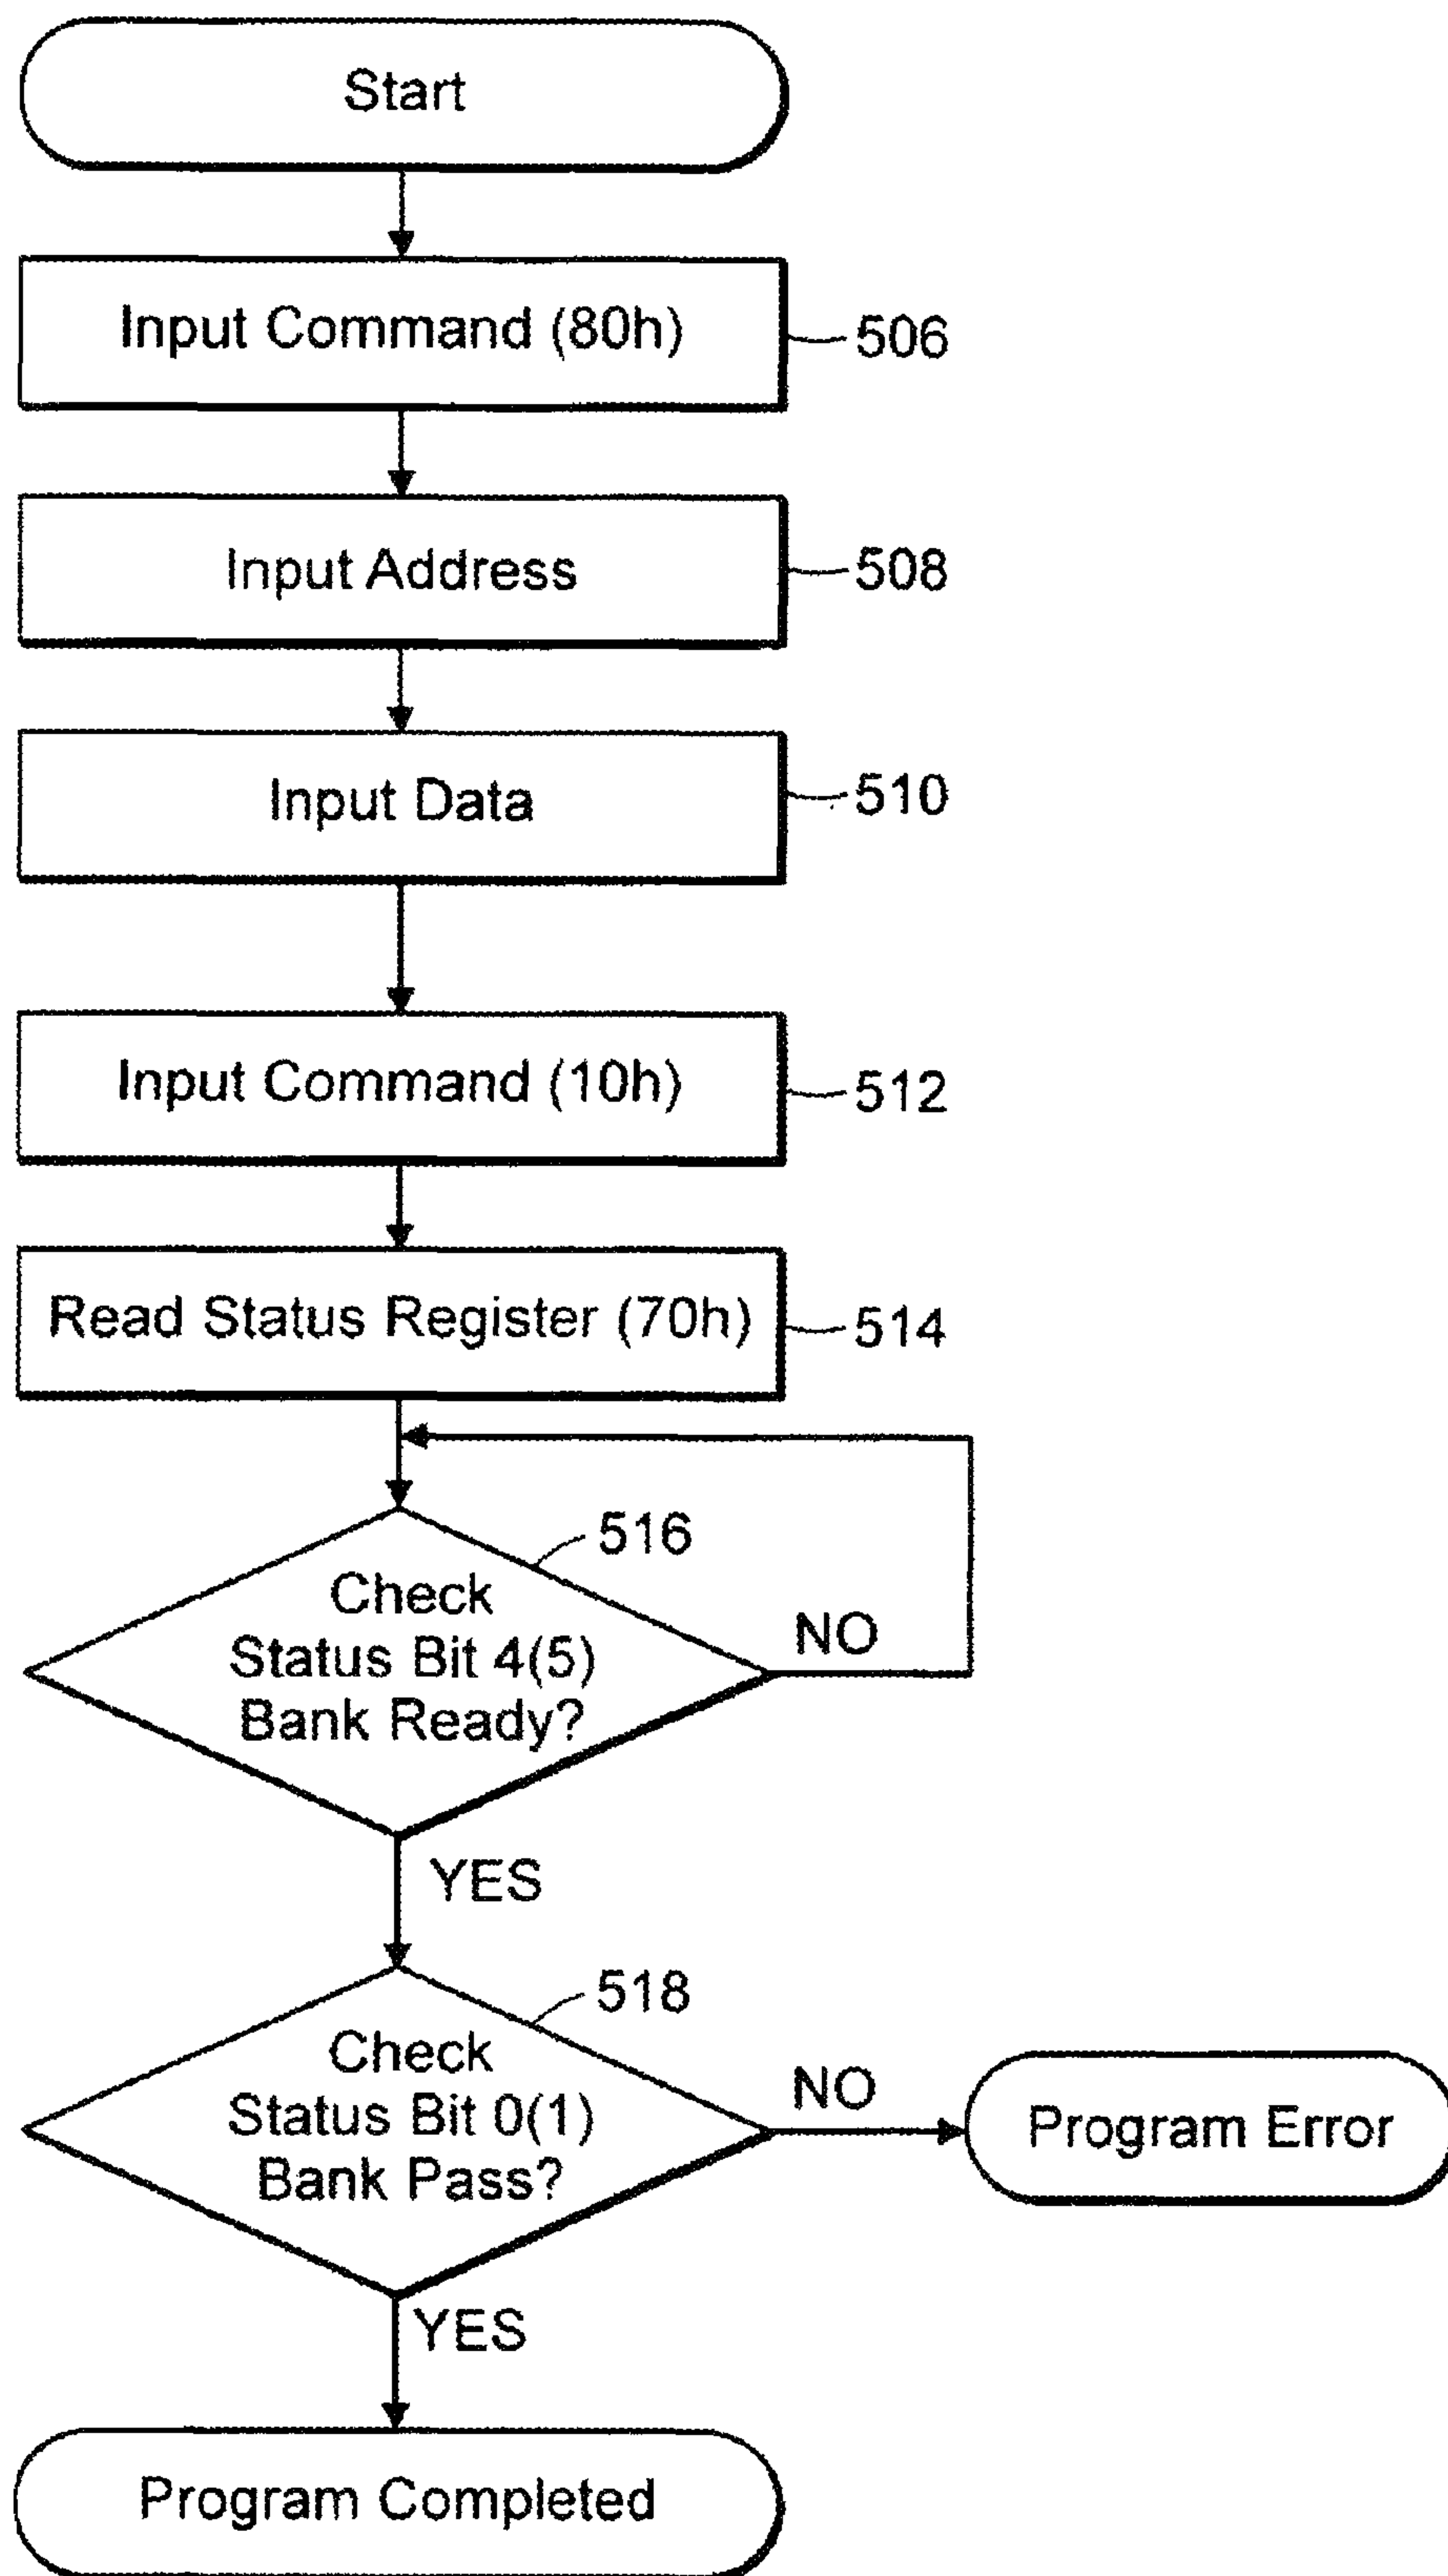 Start
Input Command (80h)
506
Input Address
508
Input Data
510
Input Command (10h)
512
Read Status Register (70h)
514
516
Check
Status Bit 4(5)
Bank Ready?
NO
YES
518
Check
Status Bit 0(1)
Bank Pass?
NO
Program Error
YES
Program Completed